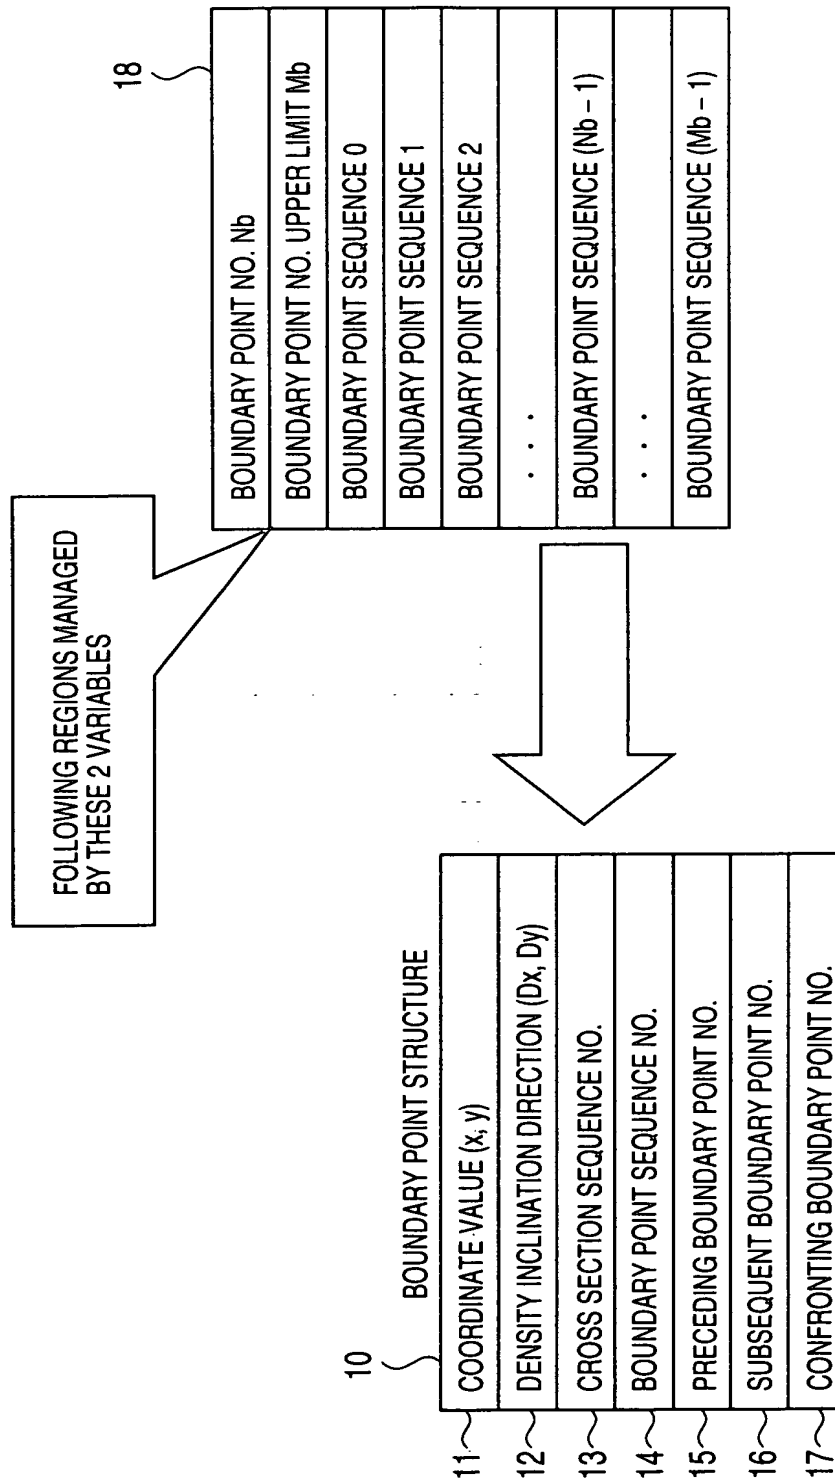 FOLLOWING REGIONS MANAGED
BY THESE 2 VARIABLES
18
BOUNDARY POINT NO. Nb
BOUNDARY POINT NO. UPPER LIMIT Mb
BOUNDARY POINT SEQUENCE 0
BOUNDARY POINT SEQUENCE 1
BOUNDARY POINT SEQUENCE 2
. . .
BOUNDARY POINT SEQUENCE (Nb – 1)
. . .
BOUNDARY POINT SEQUENCE (Mb – 1)
BOUNDARY POINT STRUCTURE
10
11 COORDINATE VALUE (x, y)
12 DENSITY INCLINATION DIRECTION (Dx, Dy)
13 CROSS SECTION SEQUENCE NO.
14 BOUNDARY POINT SEQUENCE NO.
15 PRECEDING BOUNDARY POINT NO.
16 SUBSEQUENT BOUNDARY POINT NO.
17 CONFRONTING BOUNDARY POINT NO.